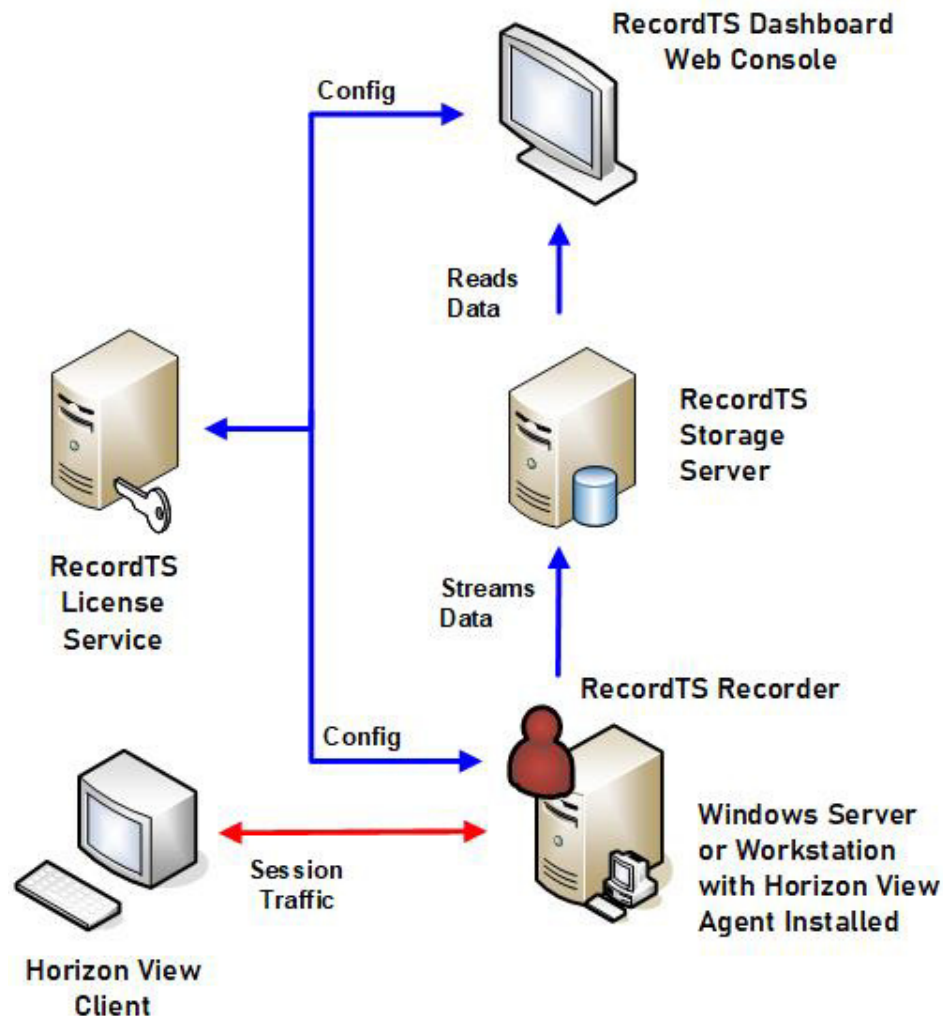 RecordTS Dashboard
Web Console
Config
Reads
Data
RecordTS
Storage
Server
RecordTS
License
Service
Streams
Data
RecordTS Recorder
Config
Windows Server
or Workstation
with Horizon View
Agent Installed
Session
Traffic
Horizon View
Client